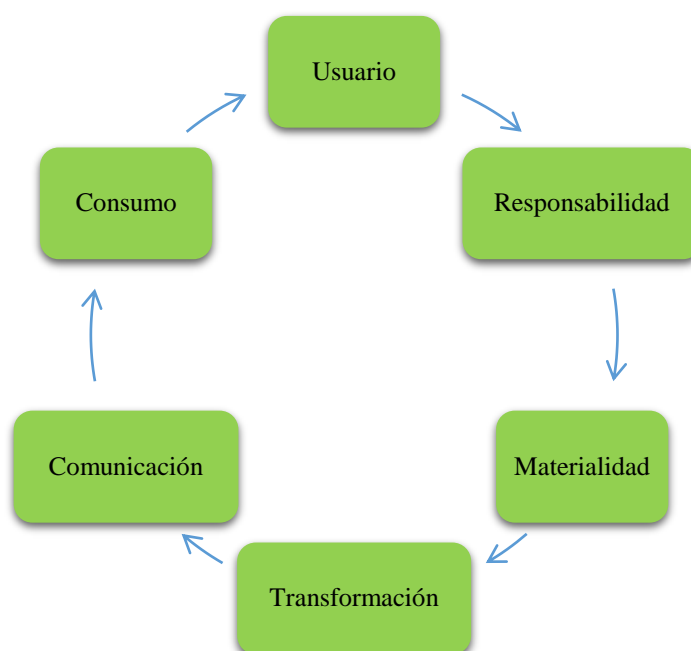 Usuario
Responsabilidad
Materialidad
Transformación
Comunicación
Consumo